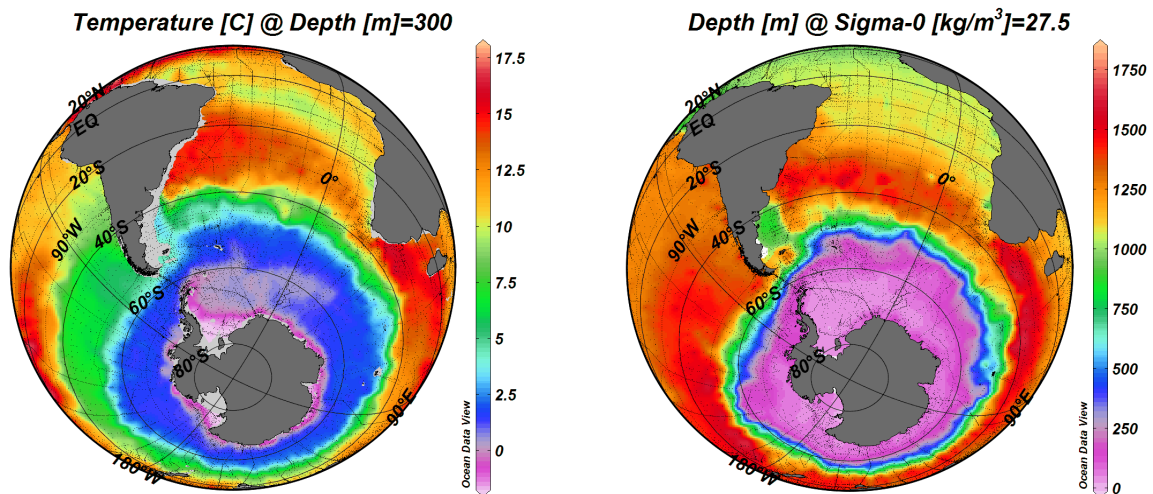 Temperature [C] @ Depth [m]=300
20°N
EQ
20°S
0°
90°W
40°S
60°S
80°S
90°E
180°W
17.5
15
12.5
10
7.5
5
2.5
0
Ocean Data View
Depth [m] @ Sigma-0 [kg/m³]=27.5
20°N
EQ
20°S
0°
90°W
40°S
60°S
80°S
90°E
180°W
1750
1500
1250
1000
750
500
250
0
Ocean Data View